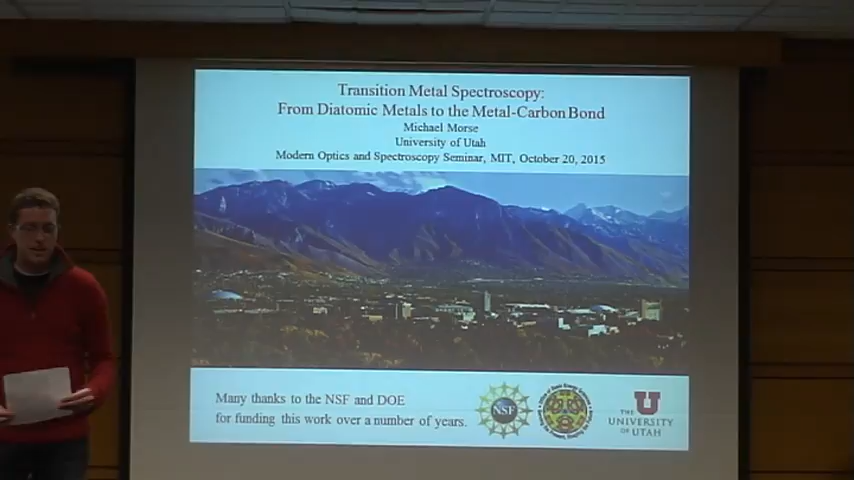 Transition Metal Spectroscopy:
From Diatomic Metals to the Metal-Carbon Bond
Michael Morse
University of Utah
Modern Optics and Spectroscopy Seminar, MIT, October 20, 2015
Many thanks to the NSF and DOE
for funding this work over a number of years.
NSF
U
THE
UNIVERSITY
OF UTAH